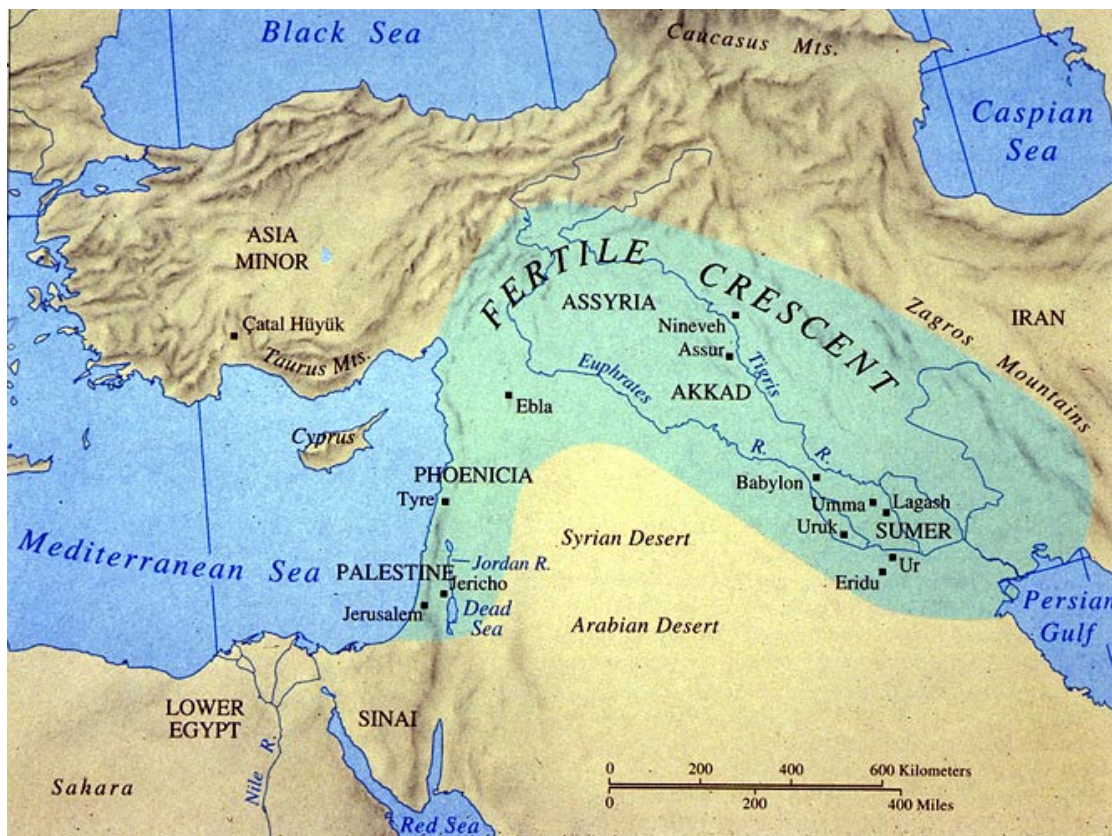 Black Sea
Caucasus Mts.
Caspian
Sea
ASIA
MINOR
FERTILE CRESCENT
ASSYRIA
Zagros Mountains
IRAN
Çatal Hüyük
Nineveh
Taurus Mts.
Assur
Tigris R.
Euphrates R.
AKKAD
Ebla
Cyprus
PHOENICIA
Babylon
Tyre
Umma
Lagash
Uruk
SUMER
Mediterranean Sea
Syrian Desert
Jordan R.
Ur
PALESTINE
Jericho
Eridu
Jerusalem
Dead
Sea
Persian
Gulf
Arabian Desert
LOWER
EGYPT
SINAI
Nile R.
Sahara
Red Sea
0 200 400 600 Kilometers
0 200 400 Miles